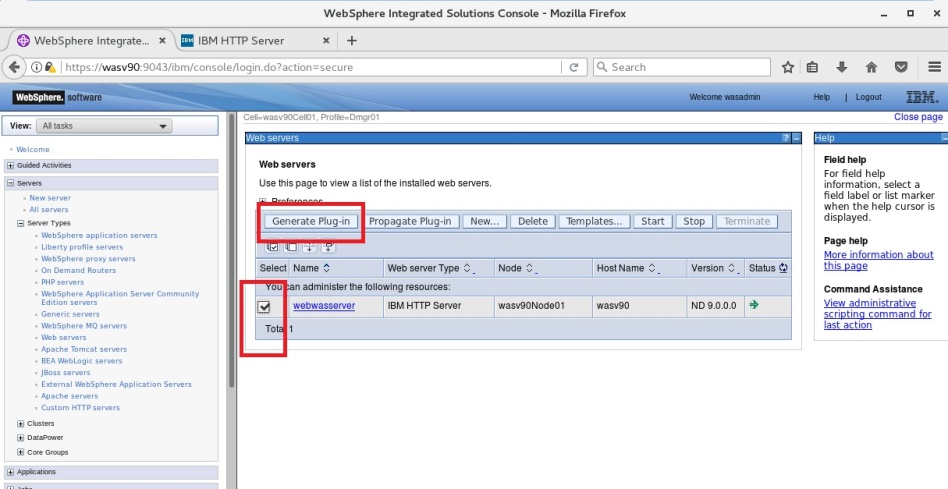 WebSphere Integrated Solutions Console - Mozilla Firefox
WebSphere Integrate... × IBM HTTP Server × +
https://wasv90:9043/ibm/console/login.do?action=secure
Search
WebSphere. software
Welcome wasadmin
Help | Logout
IBM.
View: All tasks
Cell=wasv90Cell01, Profile=Dmgr01
Close page
Welcome
Guided Activities
Servers
New server
All servers
Server Types
WebSphere application servers
Liberty profile servers
WebSphere proxy servers
On Demand Routers
PHP servers
WebSphere Application Server Community
Edition servers
Generic servers
WebSphere MQ servers
Web servers
Apache Tomcat servers
BEA WebLogic servers
JBoss servers
External WebSphere Application Servers
Apache servers
Custom HTTP servers
Clusters
DataPower
Core Groups
Applications
Jobs
Web servers ? –
Web servers
Use this page to view a list of the installed web servers.
Preferences
Generate Plug-in Propagate Plug-in New... Delete Templates... Start Stop Terminate
Select Name Web server Type Node Host Name Version Status
You can administer the following resources:
webwasserver IBM HTTP Server wasv90Node01 wasv90 ND 9.0.0.0
Total 1
Help
Field help
For field help
information, select a
field label or list marker
when the help cursor is
displayed.
Page help
More information about
this page
Command Assistance
View administrative
scripting command for
last action